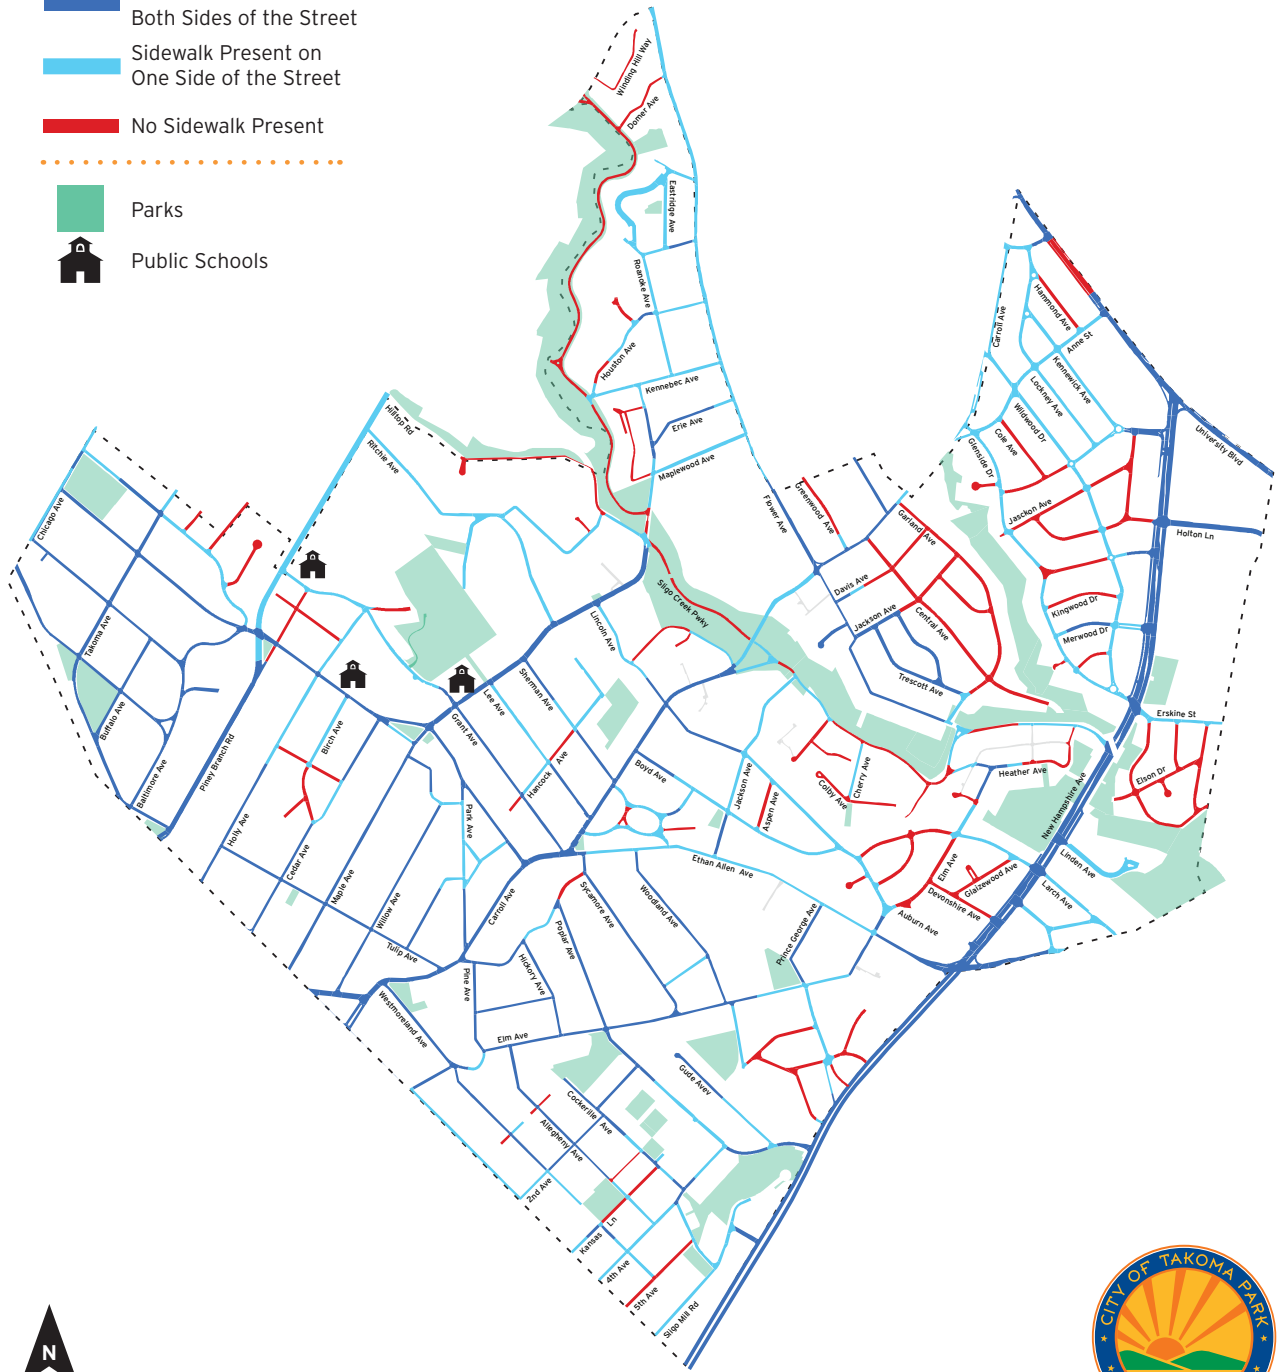 Both Sides of the Street
Sidewalk Present on
One Side of the Street
No Sidewalk Present
Parks
Public Schools
Winding Hill Way
Domer Ave
Eastridge Ave
Roanoke Ave
Houston Ave
Kennebec Ave
Erie Ave
Maplewood Ave
Flower Ave
Hilltop Rd
Ritchie Ave
Carroll Ave
Hammond Ave
Anne St
Kennewick Ave
Lockney Ave
Wildwood Dr
Cole Ave
Glenside Dr
University Blvd
Jasckon Ave
Holton Ln
Kingwood Dr
Merwood Dr
Erskine St
Elson Dr
Greenwood Ave
Garland Ave
Davis Ave
Jackson Ave
Central Ave
Trescott Ave
Sligo Creek Pwky
Lincoln Ave
Chicago Ave
Takoma Ave
Buffalo Ave
Baltimore Ave
Piney Branch Rd
Birch Ave
Holly Ave
Cedar Ave
Maple Ave
Willow Ave
Tulip Ave
Park Ave
Grant Ave
Lee Ave
Sherman Ave
Hancock Ave
Boyd Ave
Jackson Ave
Aspen Ave
Colby Ave
Cherry Ave
Heather Ave
New Hampshire Ave
Linden Ave
Larch Ave
Elm Ave
Glaizewood Ave
Devonshire Ave
Auburn Ave
Ethan Allen Ave
Prince George Ave
Woodland Ave
Sycamore Ave
Poplar Ave
Carroll Ave
Hickory Ave
Pine Ave
Elm Ave
Westmoreland Ave
Gude Avev
Cockerille Ave
Allegheny Ave
2nd Ave
Kansas Ln
4th Ave
5th Ave
Sligo Mill Rd
N
CITY OF TAKOMA PARK